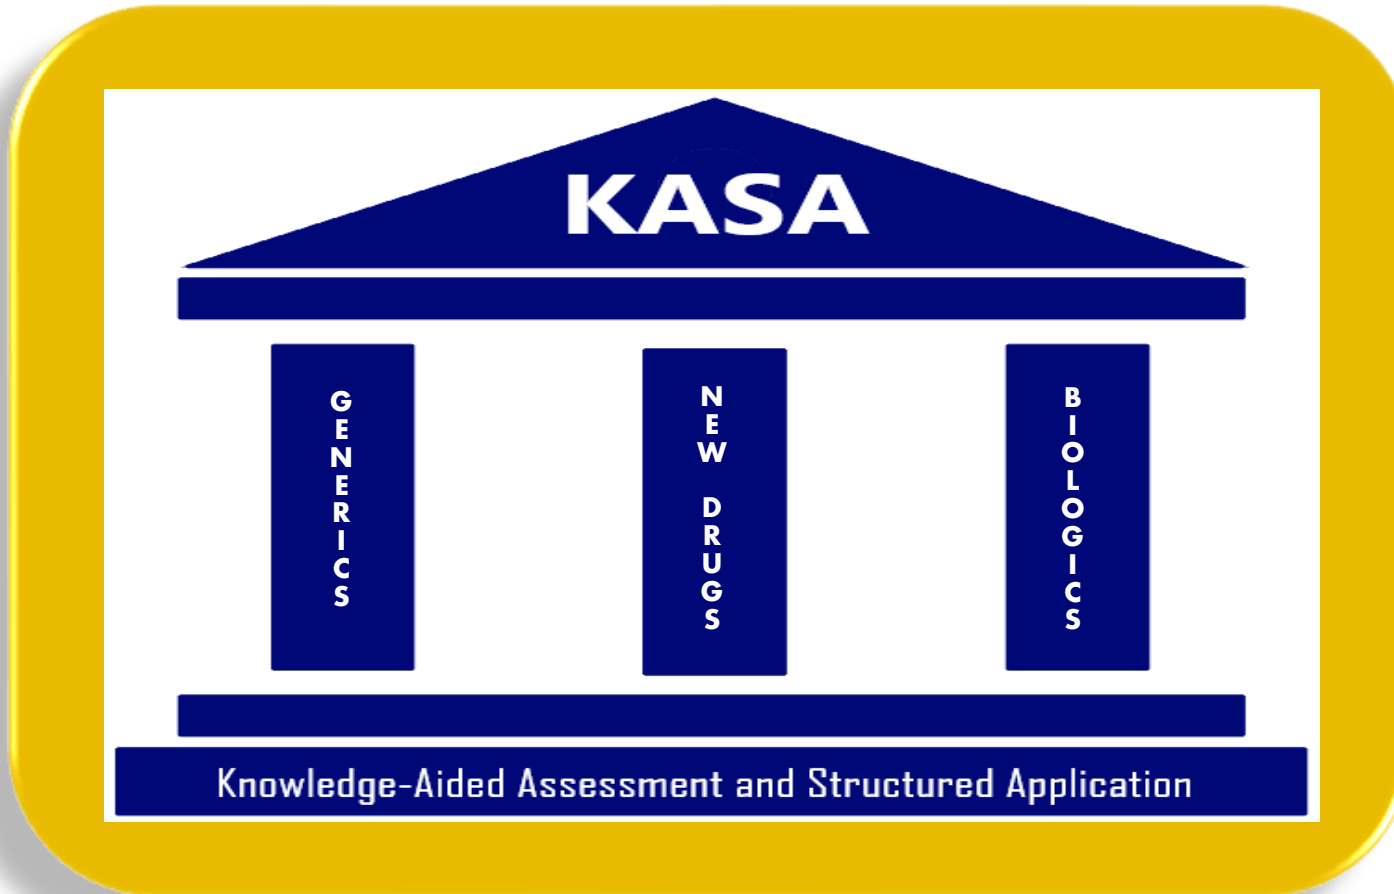 KASA
GENERICS
NEW DRUGS
BIOLOGICS
Knowledge-Aided Assessment and Structured Application